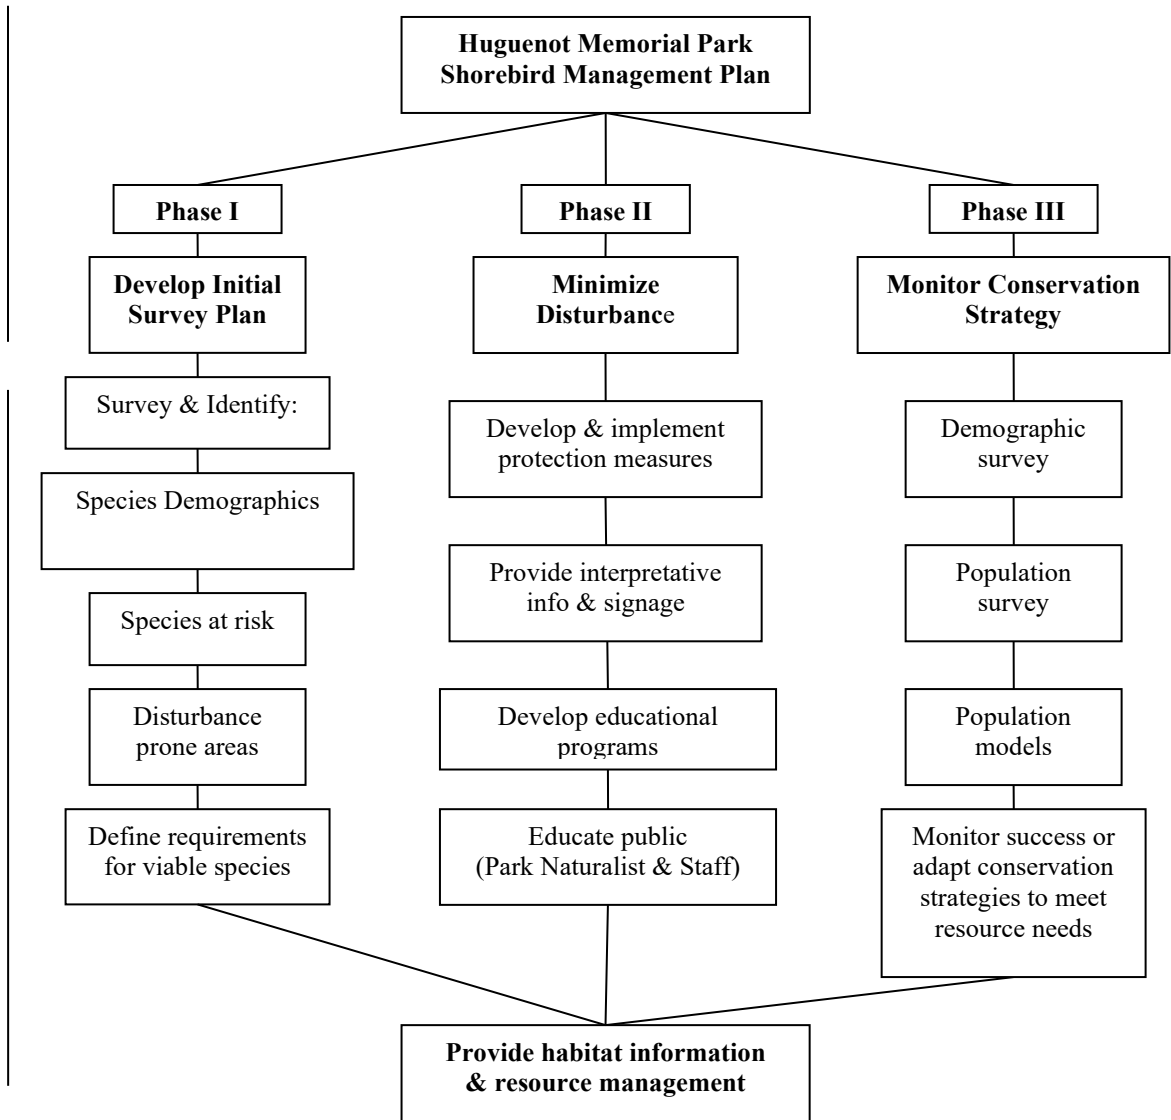 Huguenot Memorial Park
Shorebird Management Plan
Phase I
Phase II
Phase III
Develop Initial
Survey Plan
Minimize
Disturbance
Monitor Conservation
Strategy
Survey & Identify:
Develop & implement
protection measures
Demographic
survey
Species Demographics
Provide interpretative
info & signage
Population
survey
Species at risk
Disturbance
prone areas
Develop educational
programs
Population
models
Define requirements
for viable species
Educate public
(Park Naturalist & Staff)
Monitor success or
adapt conservation
strategies to meet
resource needs
Provide habitat information
& resource management